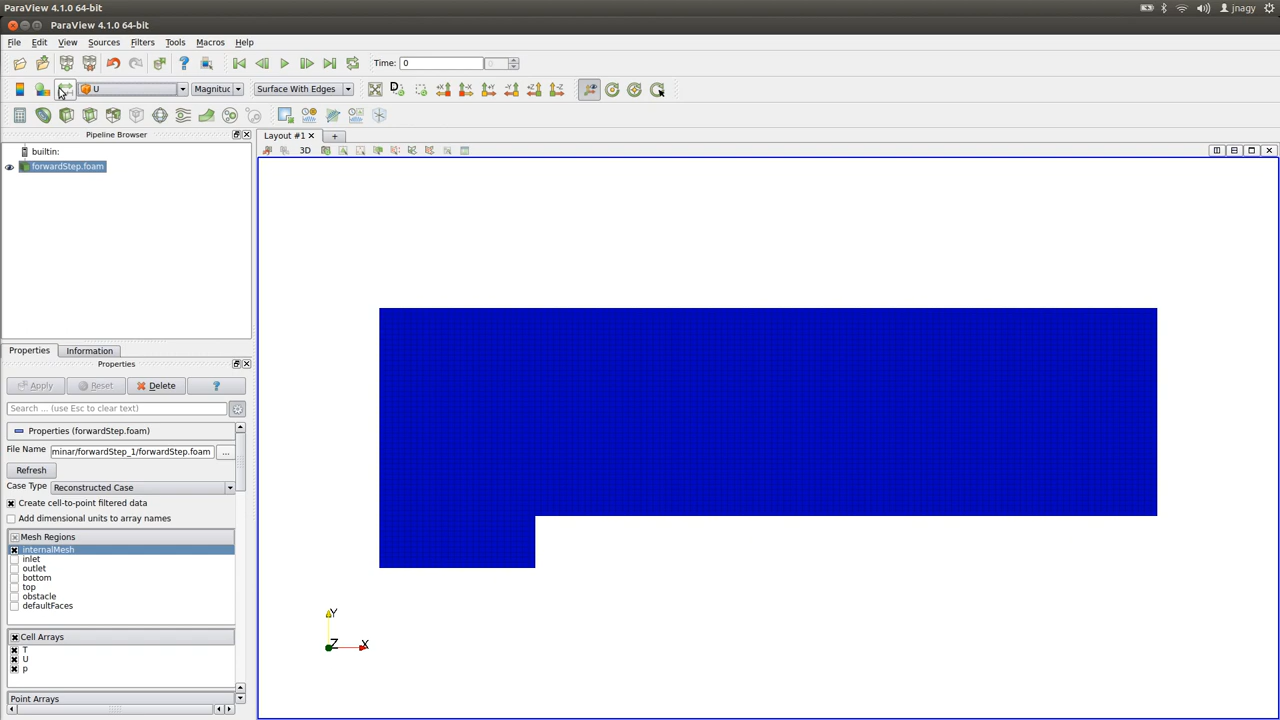 ParaView 4.1.0 64-bit
jnagy
ParaView 4.1.0 64-bit
File Edit View Sources Filters Tools Macros Help
Time: 0 0
U Magnituc Surface With Edges
+X -X +Y -Y +Z -Z
Pipeline Browser
Layout #1 +
builtin:
3D
forwardStep.foam
Properties Information
Properties
Apply Reset Delete ?
Search ... (use Esc to clear text)
Properties (forwardStep.foam)
File Name minar/forwardStep_1/forwardStep.foam ...
Refresh
Case Type Reconstructed Case
Create cell-to-point filtered data
Add dimensional units to array names
Mesh Regions
internalMesh
inlet
outlet
bottom
top
obstacle
defaultFaces
Cell Arrays
T
U
p
Point Arrays
Y
Z X